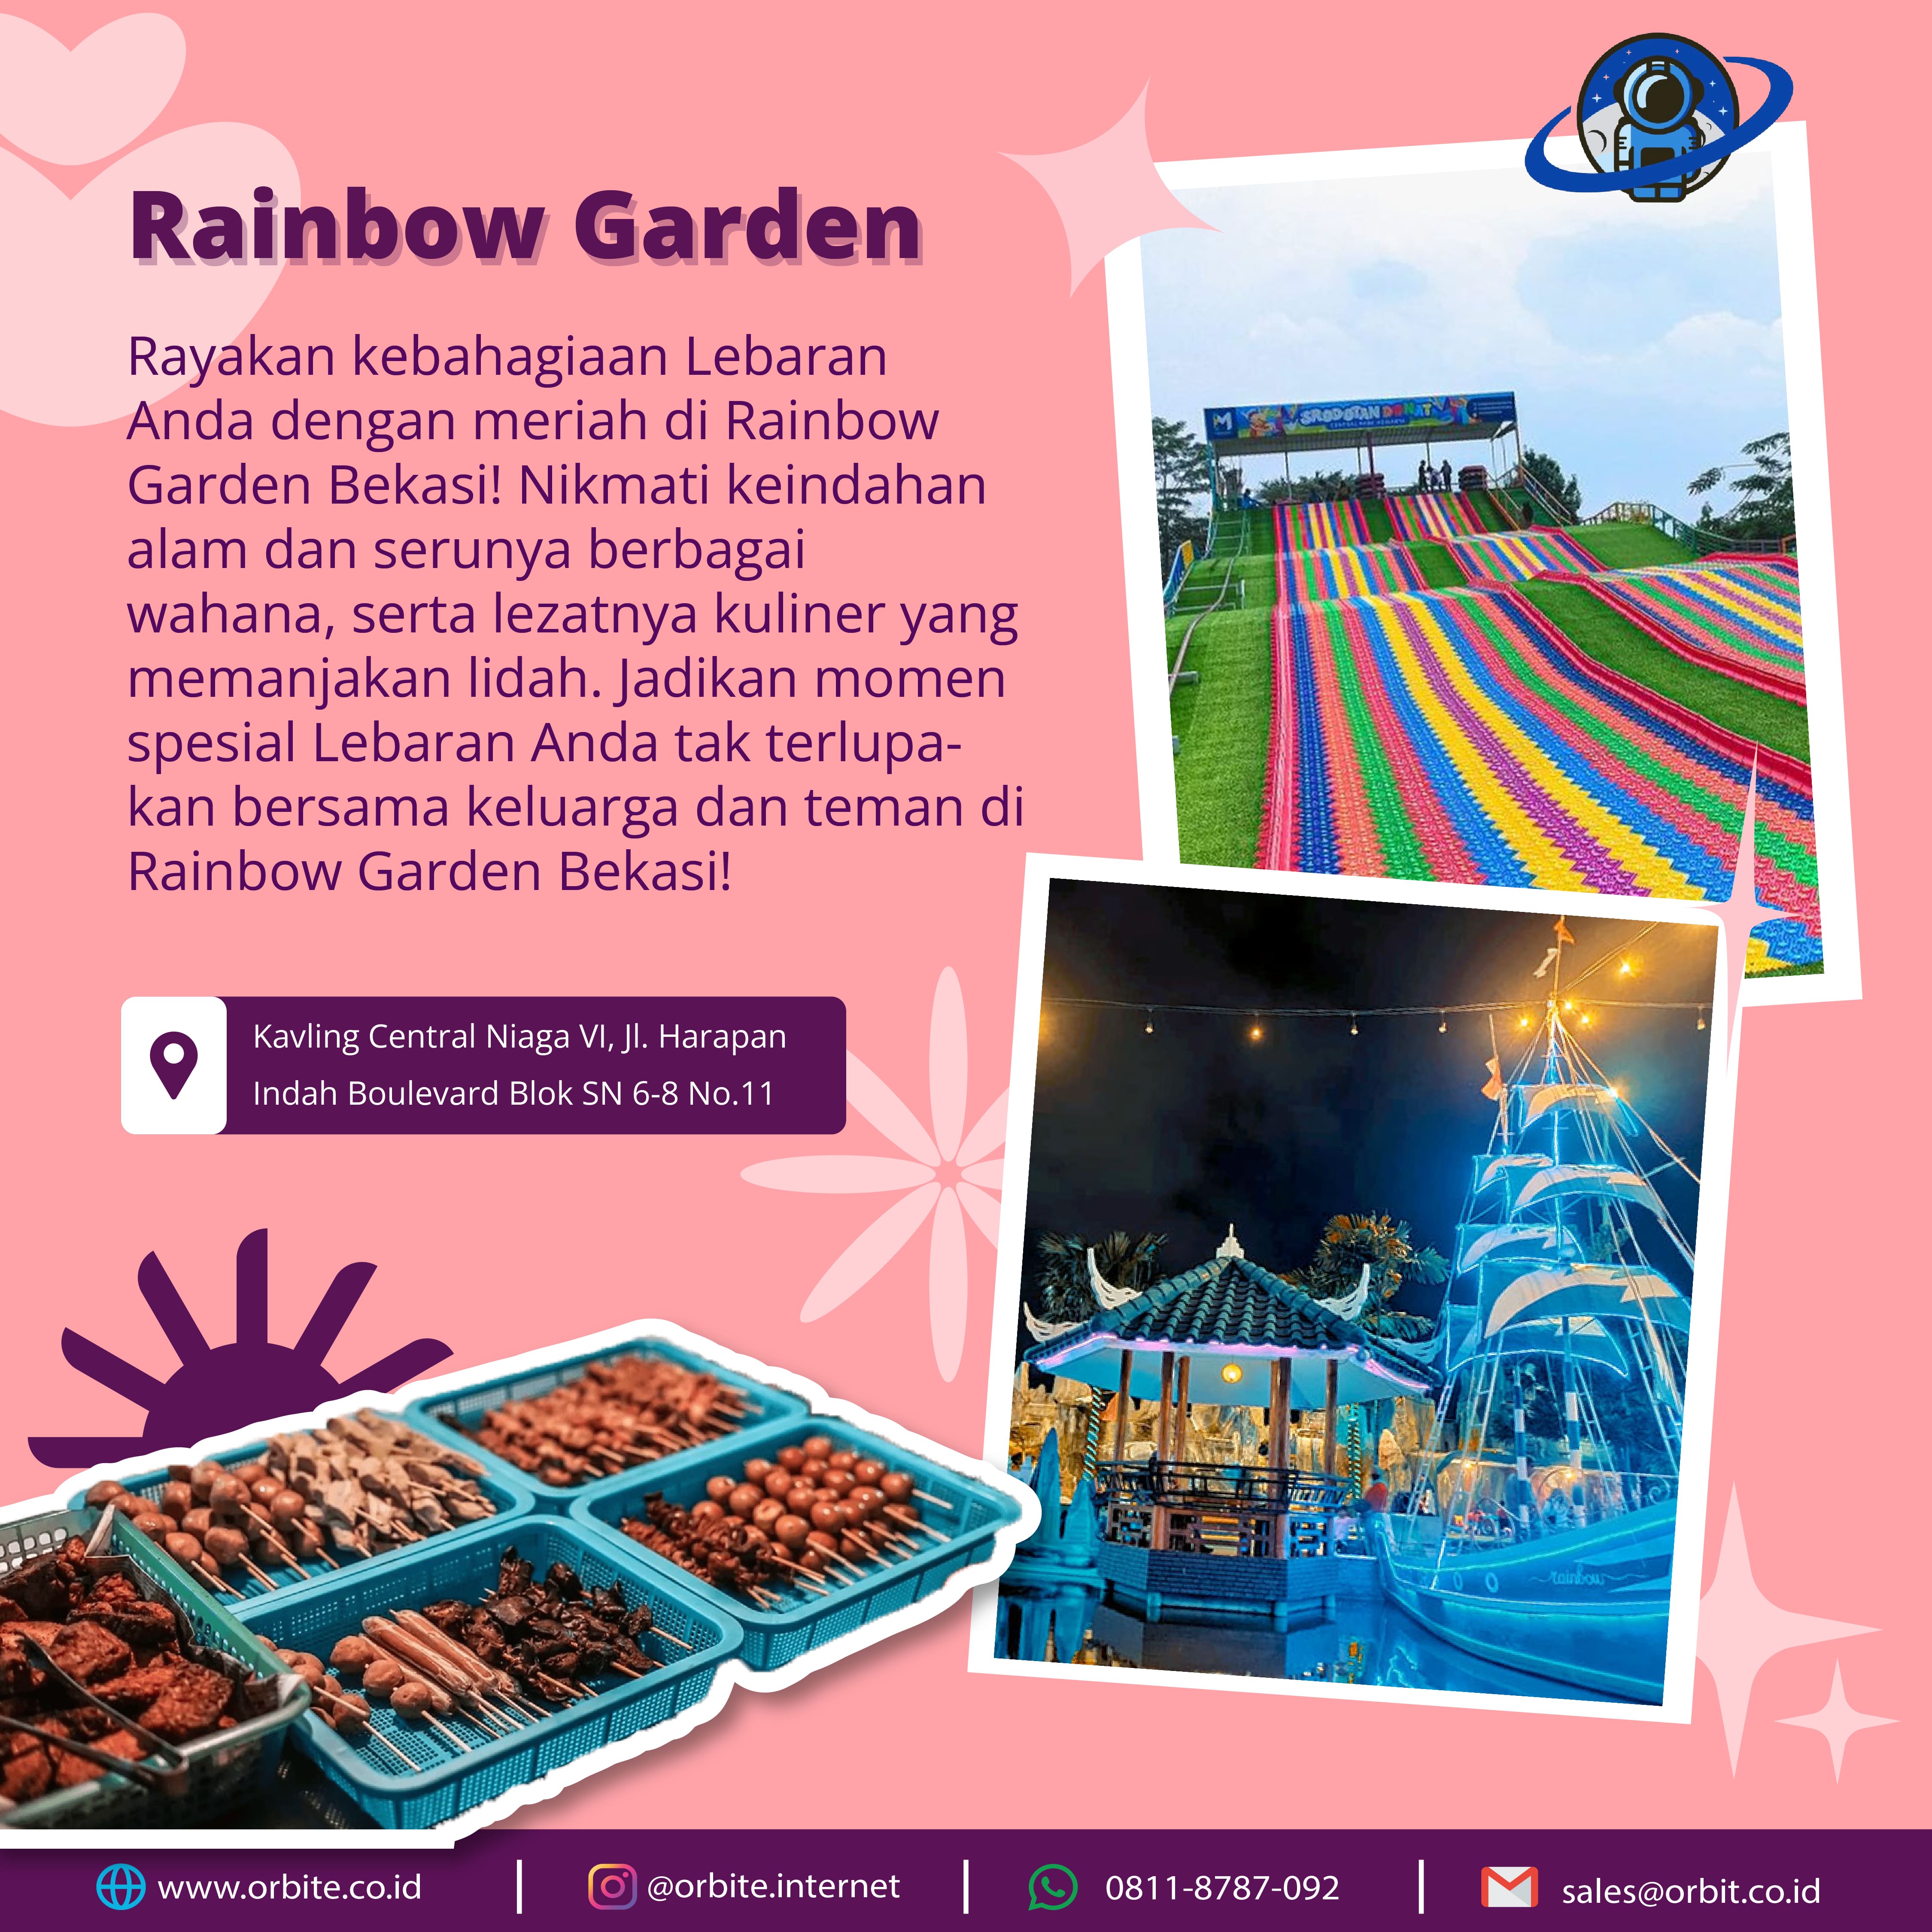 Rainbow Garden
Rayakan kebahagiaan Lebaran
Anda dengan meriah di Rainbow
Garden Bekasi! Nikmati keindahan
alam dan serunya berbagai
wahana, serta lezatnya kuliner yang
memanjakan lidah. Jadikan momen
spesial Lebaran Anda tak terlupa-
kan bersama keluarga dan teman di
Rainbow Garden Bekasi!
SRODOTAN DONAT
Kavling Central Niaga VI, Jl. Harapan
Indah Boulevard Blok SN 6-8 No.11
rainbow
www.orbite.co.id
@orbite.internet
0811-8787-092
sales@orbit.co.id